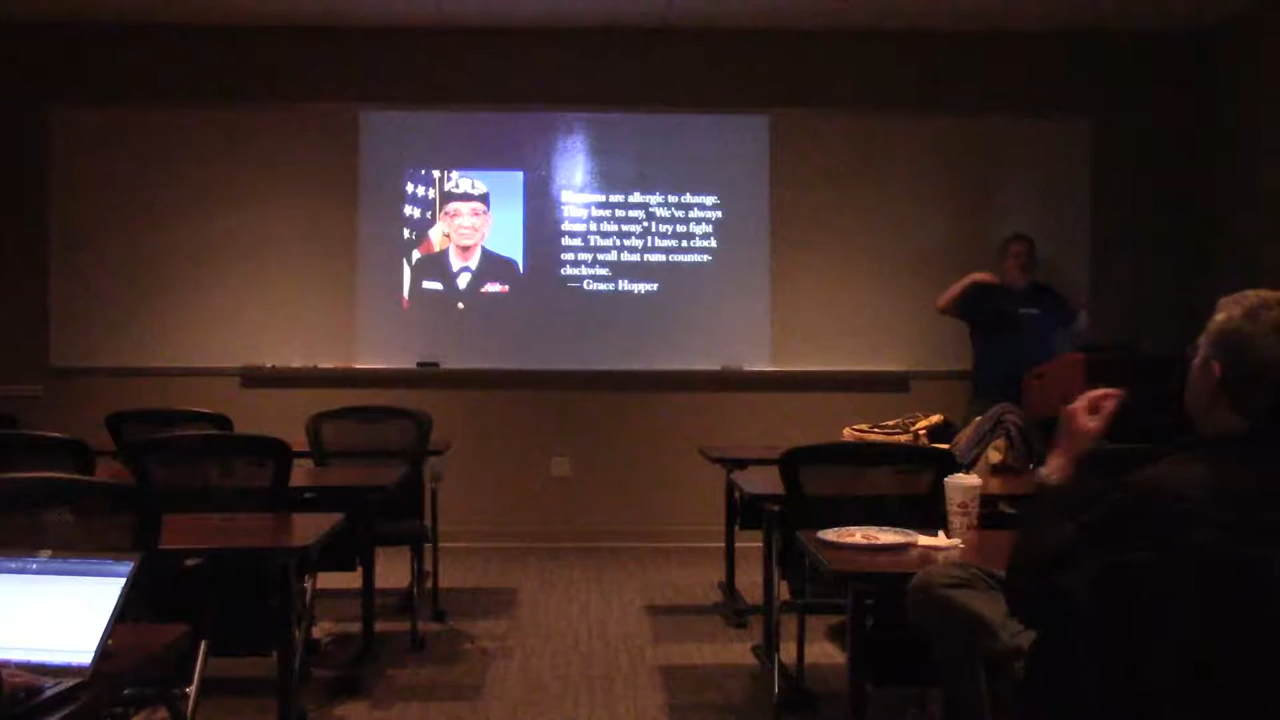 Humans are allergic to change.
They love to say, “We’ve always
done it this way.” I try to fight
that. That’s why I have a clock
on my wall that runs counter-
clockwise.
— Grace Hopper